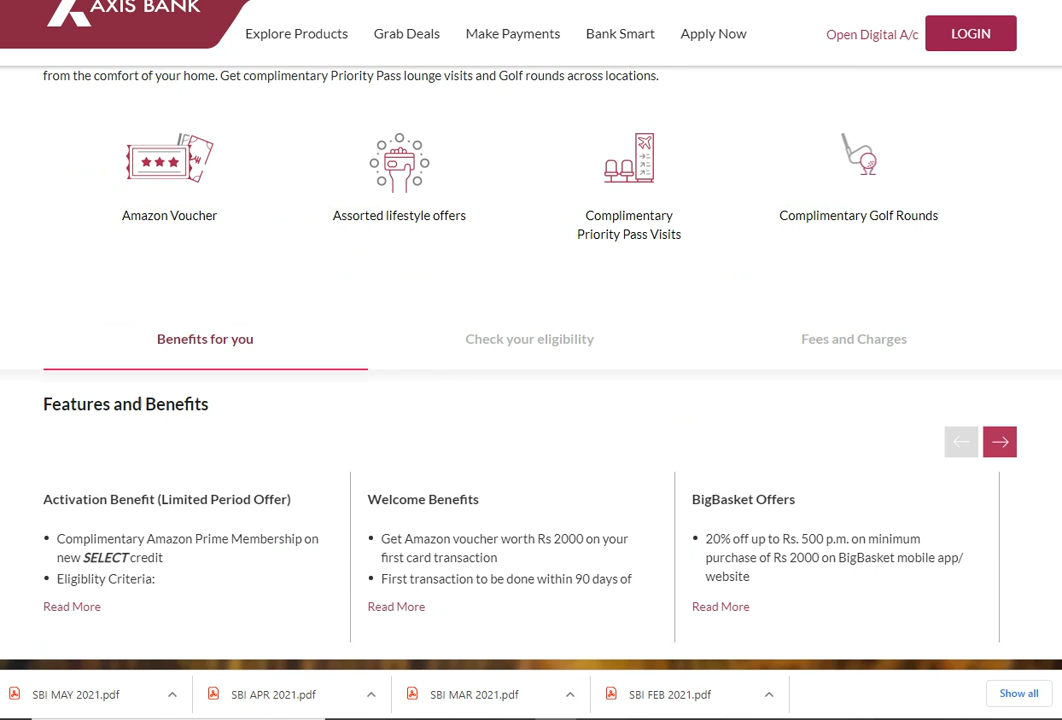 AXIS BANK
Explore Products Grab Deals Make Payments Bank Smart Apply Now Open Digital A/c LOGIN
from the comfort of your home. Get complimentary Priority Pass lounge visits and Golf rounds across locations.
Amazon Voucher
Assorted lifestyle offers
Complimentary
Priority Pass Visits
Complimentary Golf Rounds
Benefits for you Check your eligibility Fees and Charges
Features and Benefits
Activation Benefit (Limited Period Offer)
• Complimentary Amazon Prime Membership on
new SELECT credit
• Eligiblity Criteria:
Read More
Welcome Benefits
• Get Amazon voucher worth Rs 2000 on your
first card transaction
• First transaction to be done within 90 days of
Read More
BigBasket Offers
• 20% off up to Rs. 500 p.m. on minimum
purchase of Rs 2000 on BigBasket mobile app/
website
Read More
SBI MAY 2021.pdf SBI APR 2021.pdf SBI MAR 2021.pdf SBI FEB 2021.pdf Show all